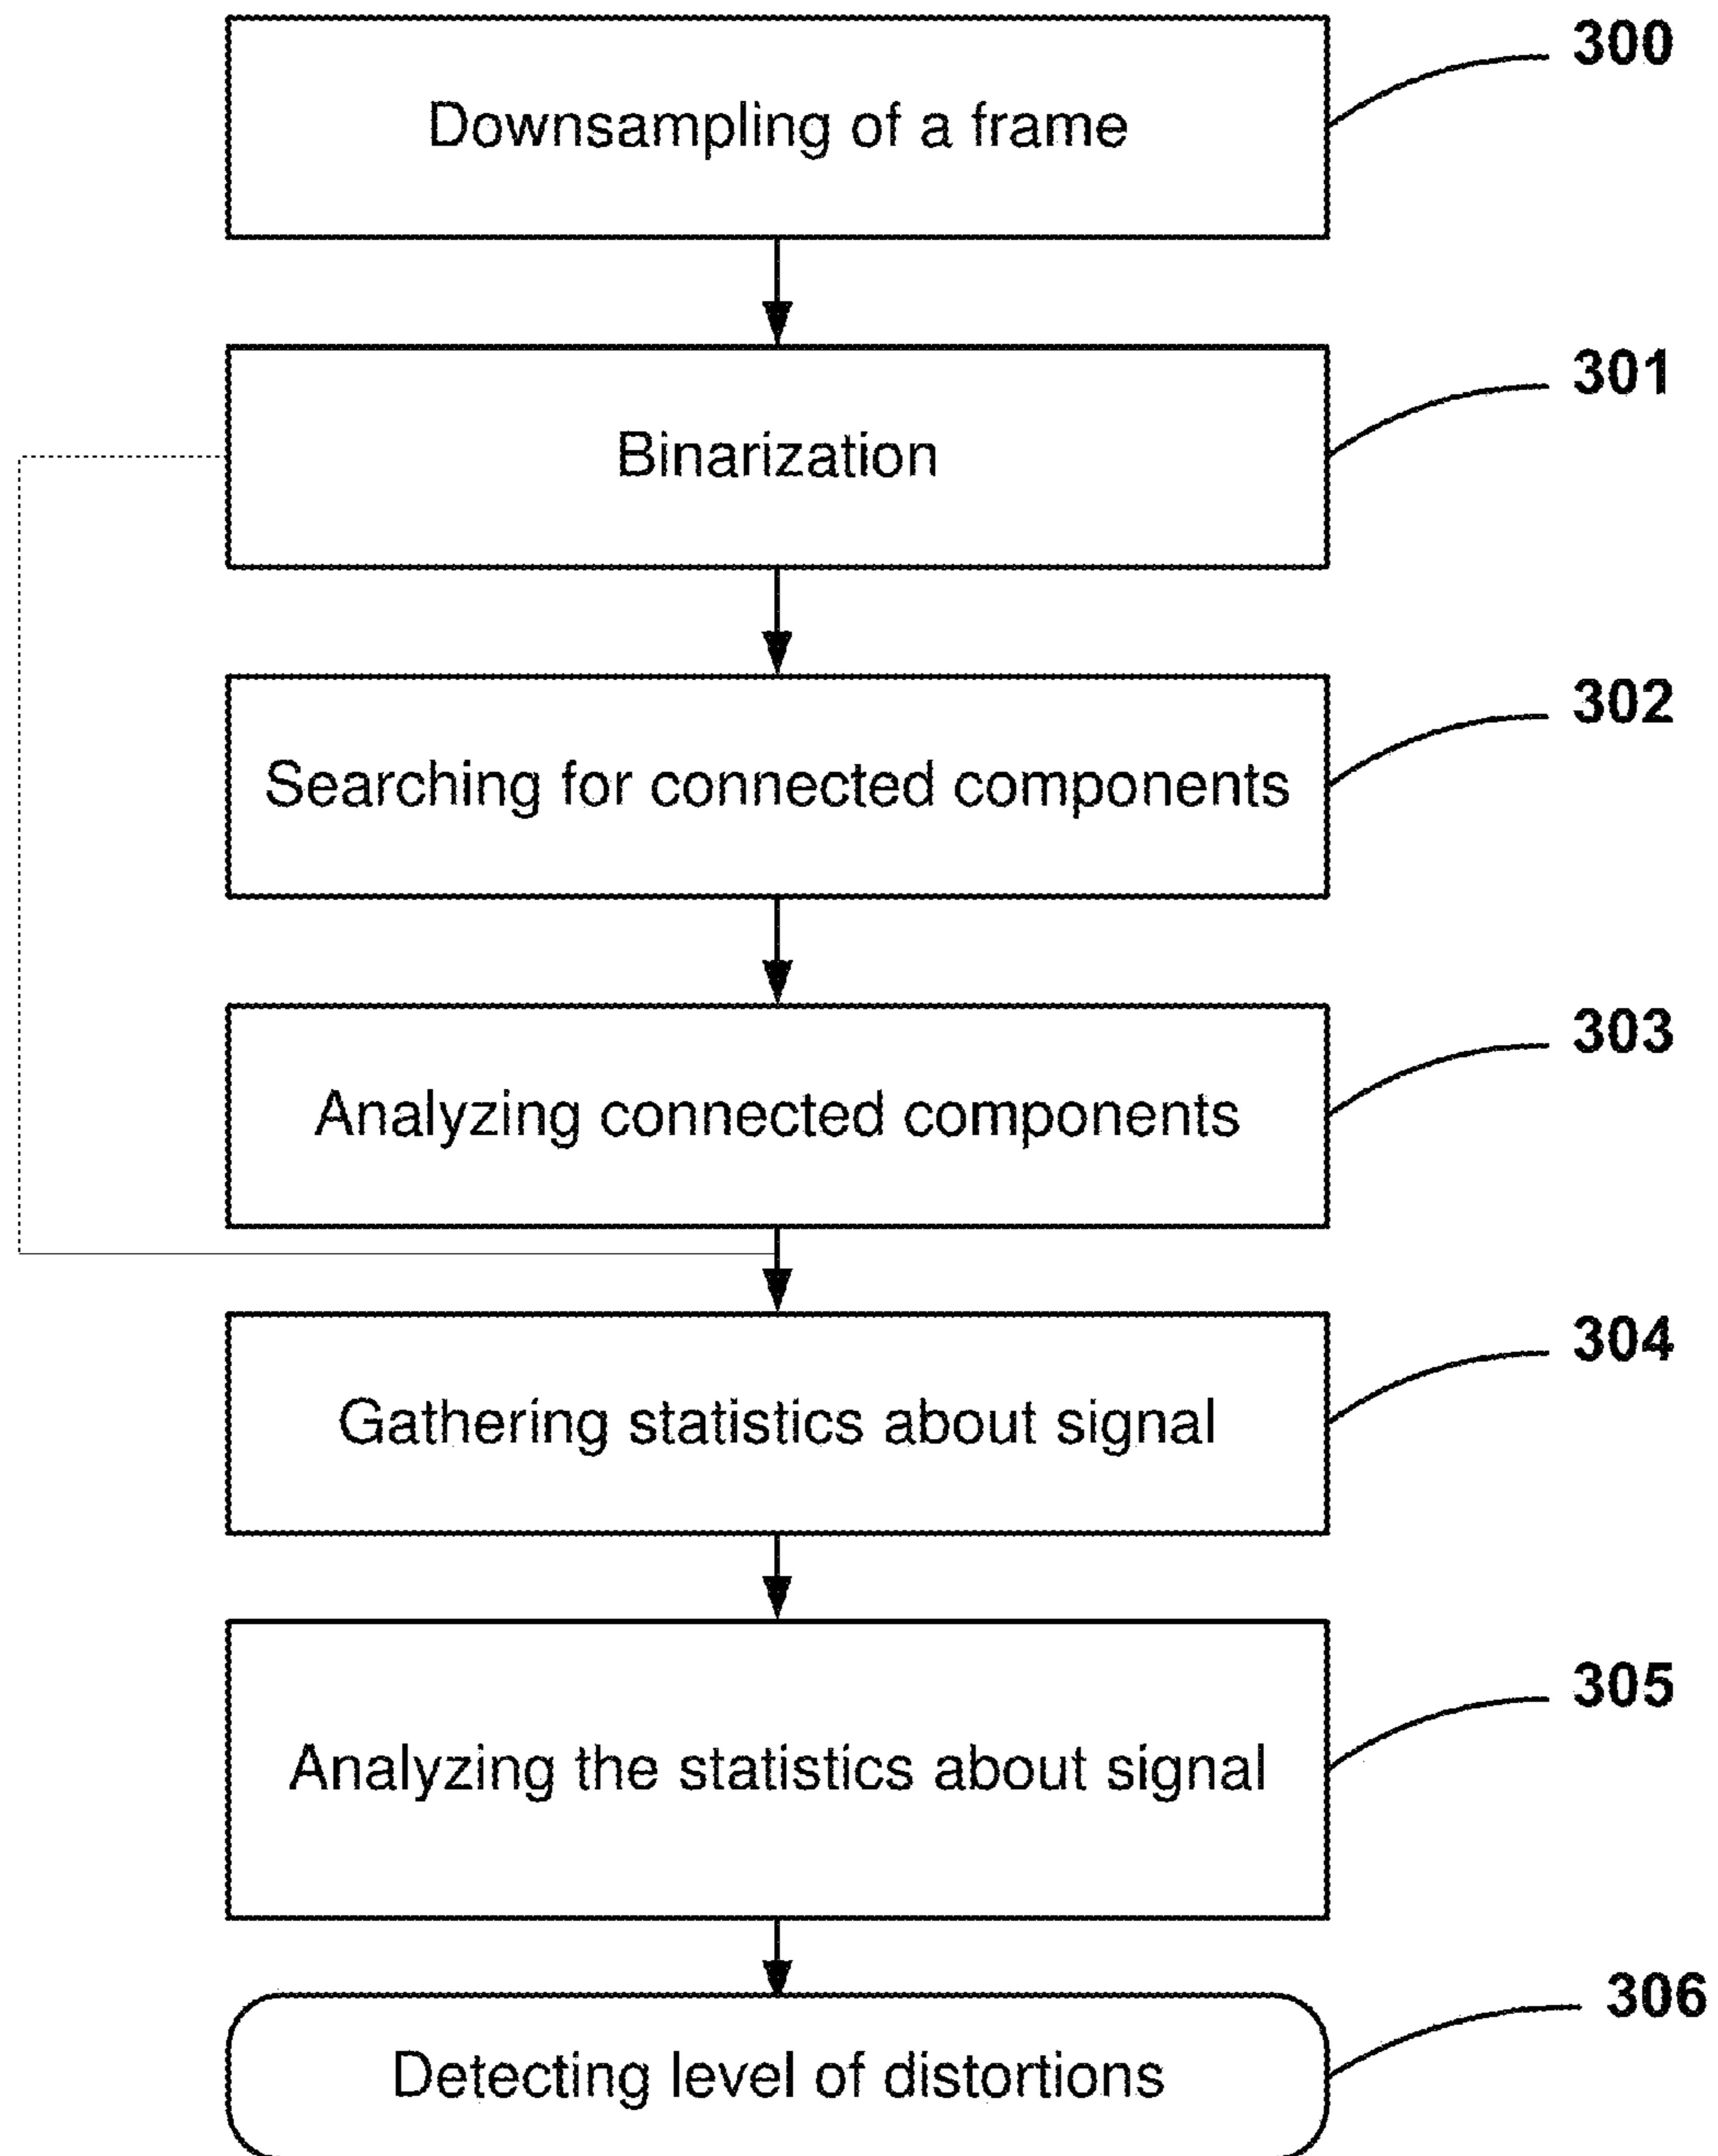 Downsampling of a frame
300
Binarization
301
Searching for connected components
302
Analyzing connected components
303
Gathering statistics about signal
304
Analyzing the statistics about signal
305
Detecting level of distortions
306